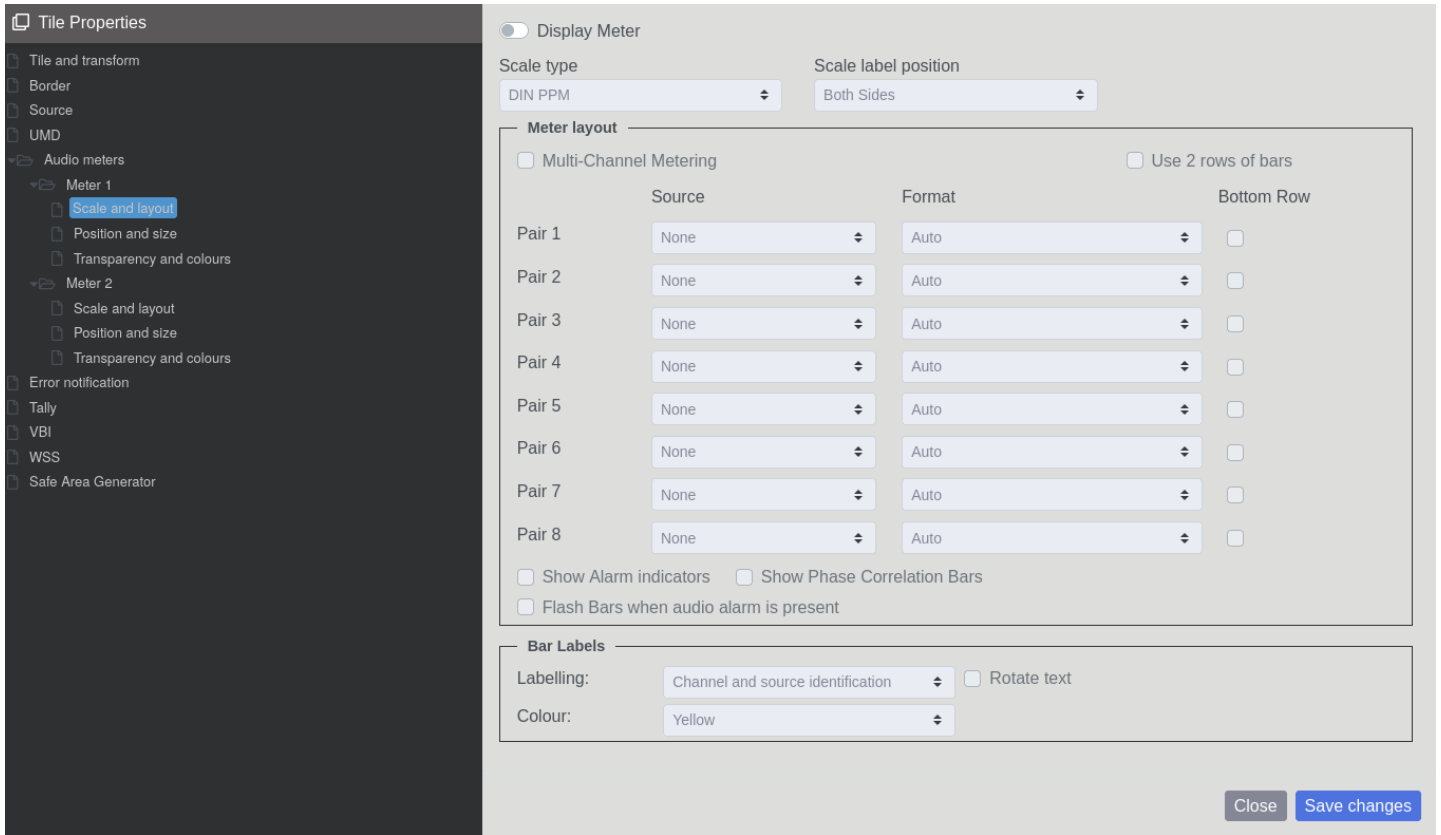 Tile Properties
Tile and transform
Border
Source
UMD
Audio meters
Meter 1
Scale and layout
Position and size
Transparency and colours
Meter 2
Scale and layout
Position and size
Transparency and colours
Error notification
Tally
VBI
WSS
Safe Area Generator
Display Meter
Scale type Scale label position
DIN PPM Both Sides
Meter layout
Multi-Channel Metering Use 2 rows of bars
Source Format Bottom Row
Pair 1 None Auto
Pair 2 None Auto
Pair 3 None Auto
Pair 4 None Auto
Pair 5 None Auto
Pair 6 None Auto
Pair 7 None Auto
Pair 8 None Auto
Show Alarm indicators Show Phase Correlation Bars
Flash Bars when audio alarm is present
Bar Labels
Labelling: Channel and source identification Rotate text
Colour: Yellow
Close Save changes